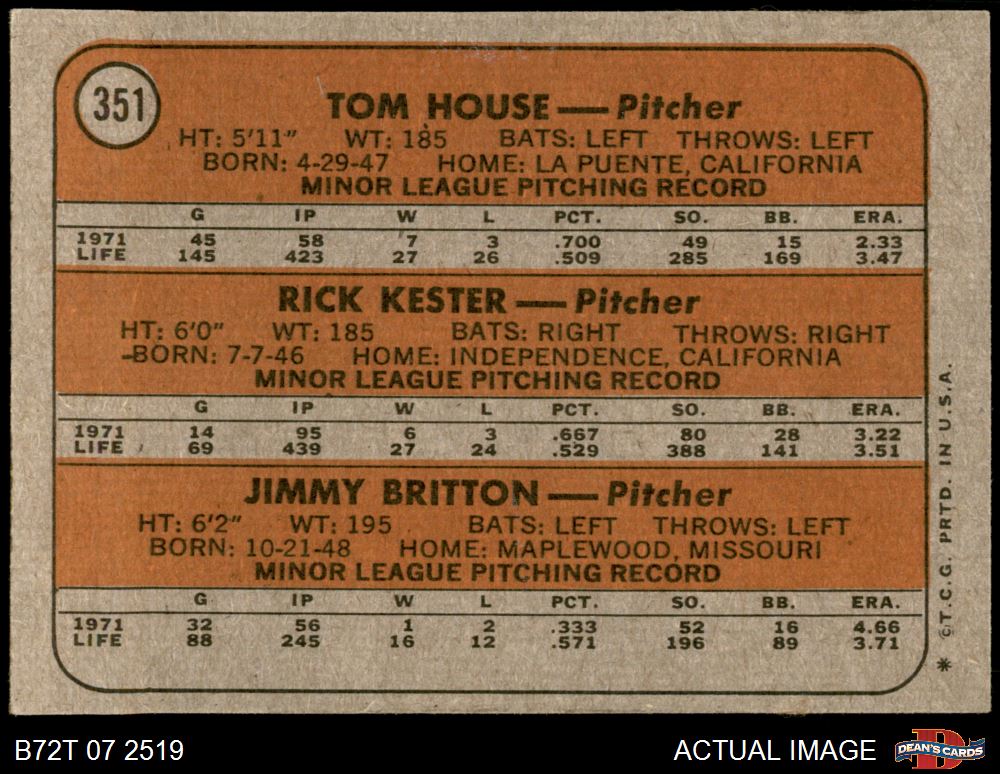 351
TOM HOUSE—Pitcher
HT: 5'11" WT: 185 BATS: LEFT THROWS: LEFT
BORN: 4-29-47 HOME: LA PUENTE, CALIFORNIA
MINOR LEAGUE PITCHING RECORD
G IP W L PCT. SO. BB. ERA.
1971 45 58 7 3 .700 49 15 2.33
LIFE 145 423 27 26 .509 285 169 3.47
RICK KESTER—Pitcher
HT: 6'0" WT: 185 BATS: RIGHT THROWS: RIGHT
BORN: 7-7-46 HOME: INDEPENDENCE, CALIFORNIA
MINOR LEAGUE PITCHING RECORD
G IP W L PCT. SO. BB. ERA.
1971 14 95 6 3 .667 80 28 3.22
LIFE 69 439 27 24 .529 388 141 3.51
JIMMY BRITTON—Pitcher
HT: 6'2" WT: 195 BATS: LEFT THROWS: LEFT
BORN: 10-21-48 HOME: MAPLEWOOD, MISSOURI
MINOR LEAGUE PITCHING RECORD
G IP W L PCT. SO. BB. ERA.
1971 32 56 1 2 .333 52 16 4.66
LIFE 88 245 16 12 .571 196 89 3.71
* ©T.C.G. PRTD. IN U.S.A.
B72T 07 2519
ACTUAL IMAGE
D
DEAN'S CARDS